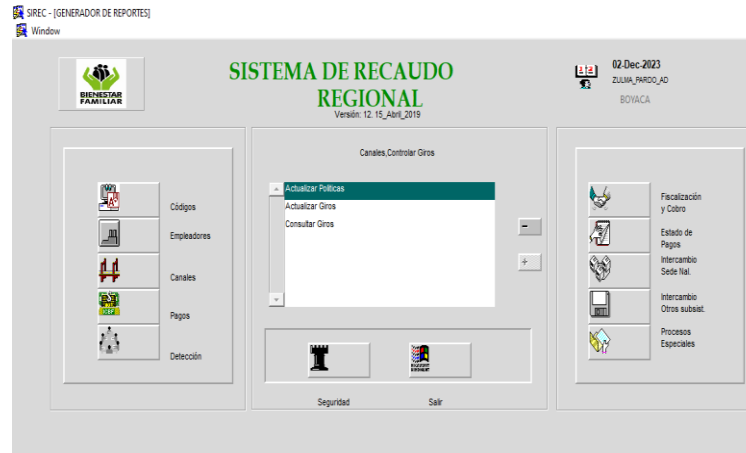 SIREC - [GENERADOR DE REPORTES]
Window
BIENESTAR
FAMILIAR
SISTEMA DE RECAUDO
REGIONAL
Versión: 12. 15_Abril_2019
02-Dec-2023
ZULMA_PARDO_AD
BOYACA
Códigos
Empleadores
Canales
Pagos
Detección
Canales,Controlar Giros
Actualizar Politicas
Actualizar Giros
Consultar Giros
-
+
Seguridad
Salir
Fiscalización
y Cobro
Estado de
Pagos
Intercambio
Sede Nal.
Intercambio
Otros subsist.
Procesos
Especiales